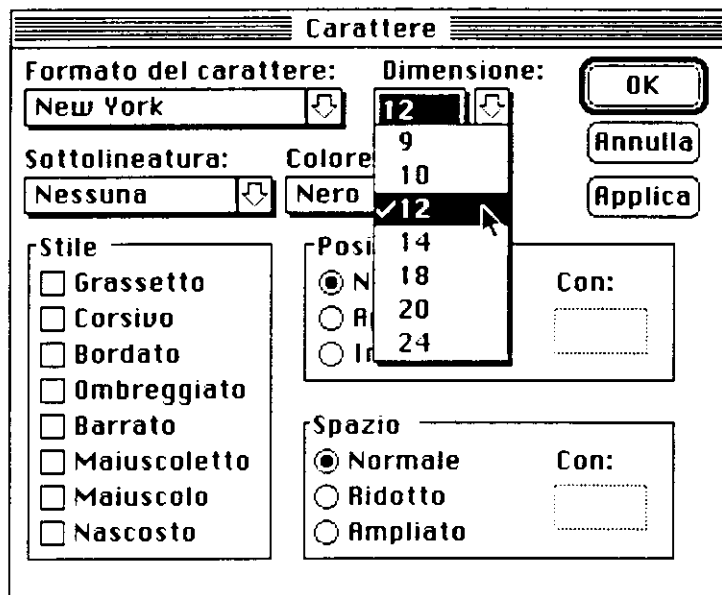 Carattere
Formato del carattere: Dimensione:
New York 12 OK
9 Annulla
Sottolineatura: Colore
10
Nessuna Nero 12 Applica
Stile Posi 14
Grassetto N 18 Con:
Corsivo 20
Bordato 24
Ombreggiato
Barrato Spazio
Maiuscoletto Normale Con:
Maiuscolo Ridotto
Nascosto Ampliato